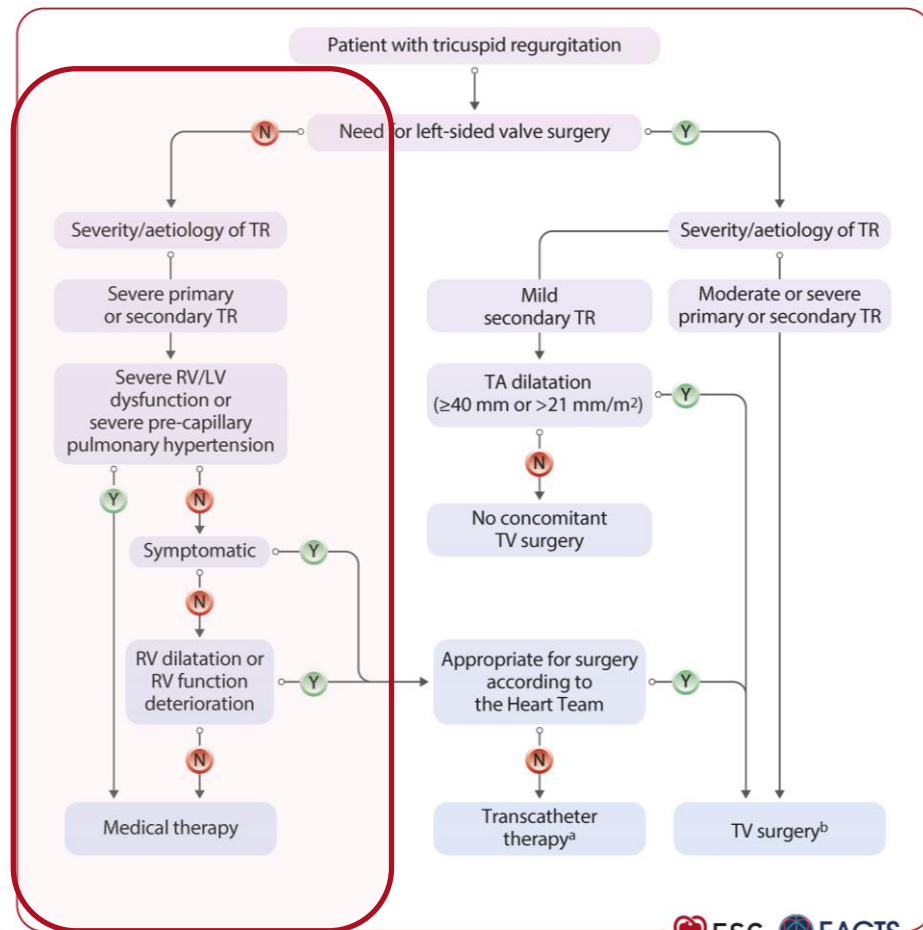 Patient with tricuspid regurgitation
N
Need for left-sided valve surgery
Y
Severity/aetiology of TR
Severity/aetiology of TR
Severe primary
or secondary TR
Mild
secondary TR
Moderate or severe
primary or secondary TR
Severe RV/LV
dysfunction or
severe pre-capillary
pulmonary hypertension
TA dilatation
(≥40 mm or >21 mm/m²)
Y
Y
N
N
No concomitant
TV surgery
Symptomatic
Y
N
RV dilatation or
RV function
deterioration
Y
Appropriate for surgery
according to
the Heart Team
Y
N
N
Medical therapy
Transcatheter
therapyᵃ
TV surgeryᵇ
ESC
EACTS